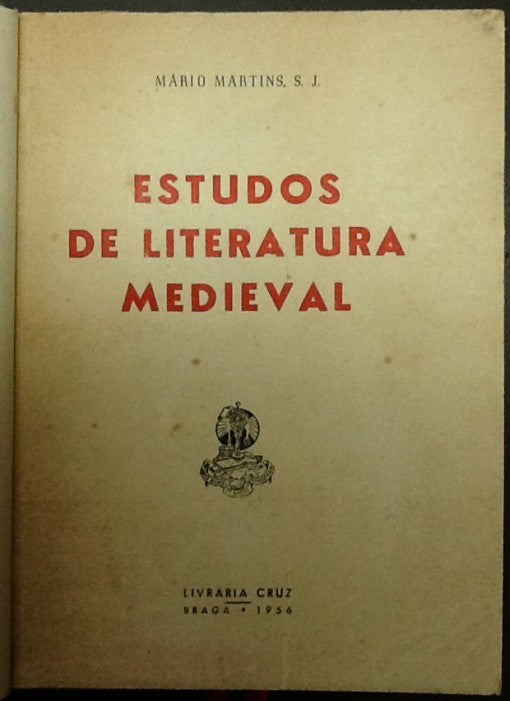 MÁRIO MARTINS, S. J.
ESTUDOS
DE LITERATURA
MEDIEVAL
LIVRARIA CRUZ
BRAGA • 1956